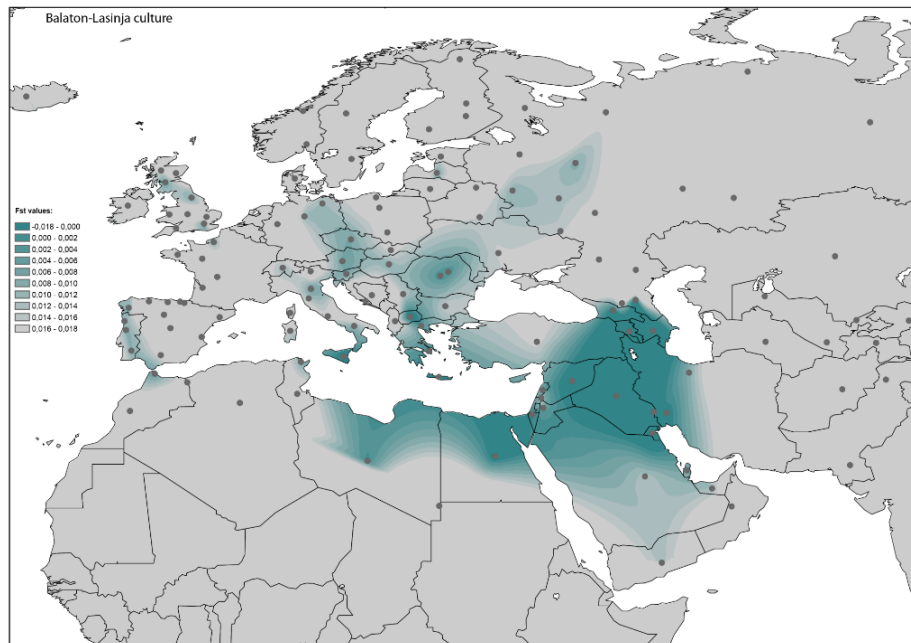 Balaton-Lasinja culture
Fst values:
-0,018 - 0,000
0,000 - 0,002
0,002 - 0,004
0,004 - 0,006
0,006 - 0,008
0,008 - 0,010
0,010 - 0,012
0,012 - 0,014
0,014 - 0,016
0,016 - 0,018